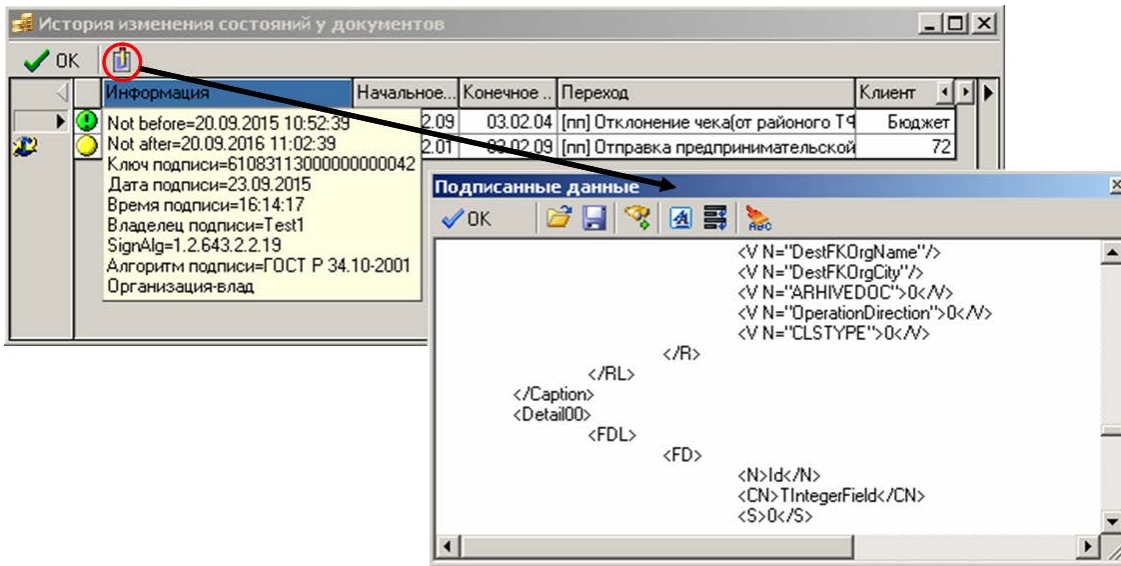 История изменения состояний у документов
OK
Информация Начальное... Конечное .. Переход Клиент
Not before=20.09.2015 10:52:39 2.09 03.02.04 [пп] Отклонение чека(от районого ТФ Бюджет
Not after=20.09.2016 11:02:39 2.01 03.02.09 [пп] Отправка предпринимательской 72
Ключ подписи=61083113000000000042
Дата подписи=23.09.2015
Время подписи=16:14:17
Владелец подписи=Test1
SignAlg=1.2.643.2.2.19
Алгоритм подписи=ГОСТ Р 34.10-2001
Организация-влад
Подписанные данные
OK
ABC
<V N="DestFKOrgName"/>
<V N="DestFKOrgCity"/>
<V N="ARHIVEDOC">0</V>
<V N="OperationDirection">0</V>
<V N="CLSTYPE">0</V>
</R>
</RL>
</Caption>
<Detail00>
<FDL>
<FD>
<N>Id</N>
<CN>TIntegerField</CN>
<S>0</S>